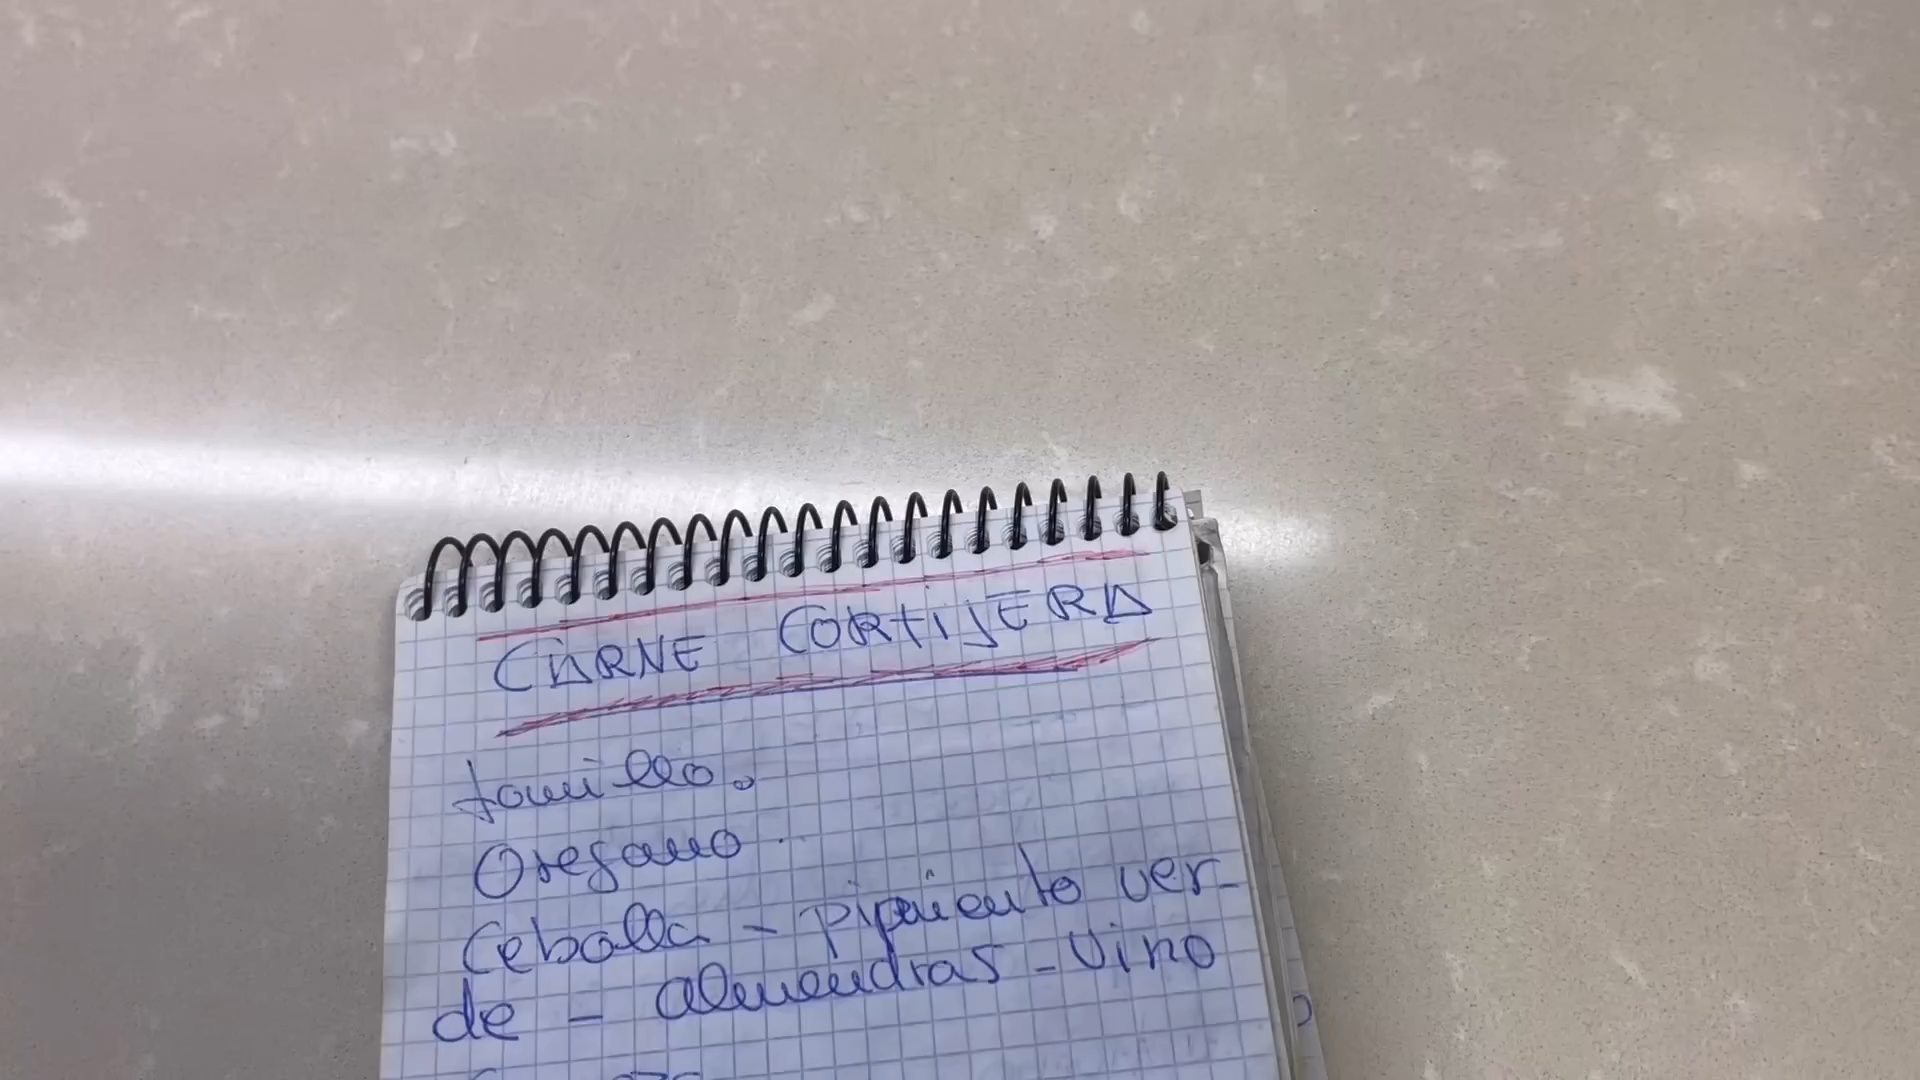 CARNE CORTIJERA
tomillo.
Oregano.
Cebolla - pimiento ver-
de - almendras - Vino